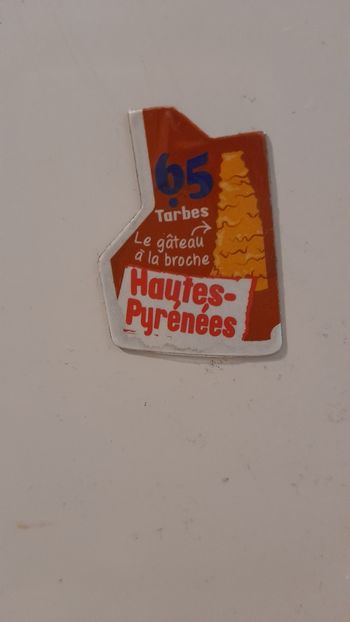 65
Tarbes
Le gâteau
à la broche
Hautes-
Pyrénées